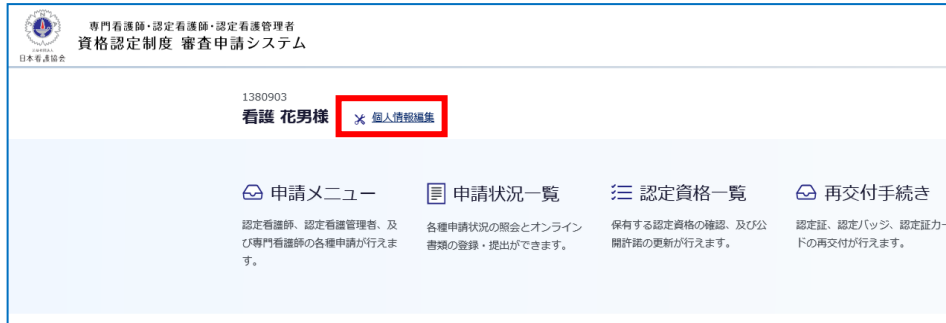 専門看護師・認定看護師・認定看護管理者
資格認定制度 審査申請システム
日本看護協会
1380903
看護 花男様
個人情報編集
申請メニュー
認定看護師、認定看護管理者、及
び専門看護師の各種申請が行えま
す。
申請状況一覧
各種申請状況の照会とオンライン
書類の登録・提出ができます。
認定資格一覧
保有する認定資格の確認、及び公
開許諾の更新が行えます。
再交付手続き
認定証、認定バッジ、認定証カー
ドの再交付が行えます。